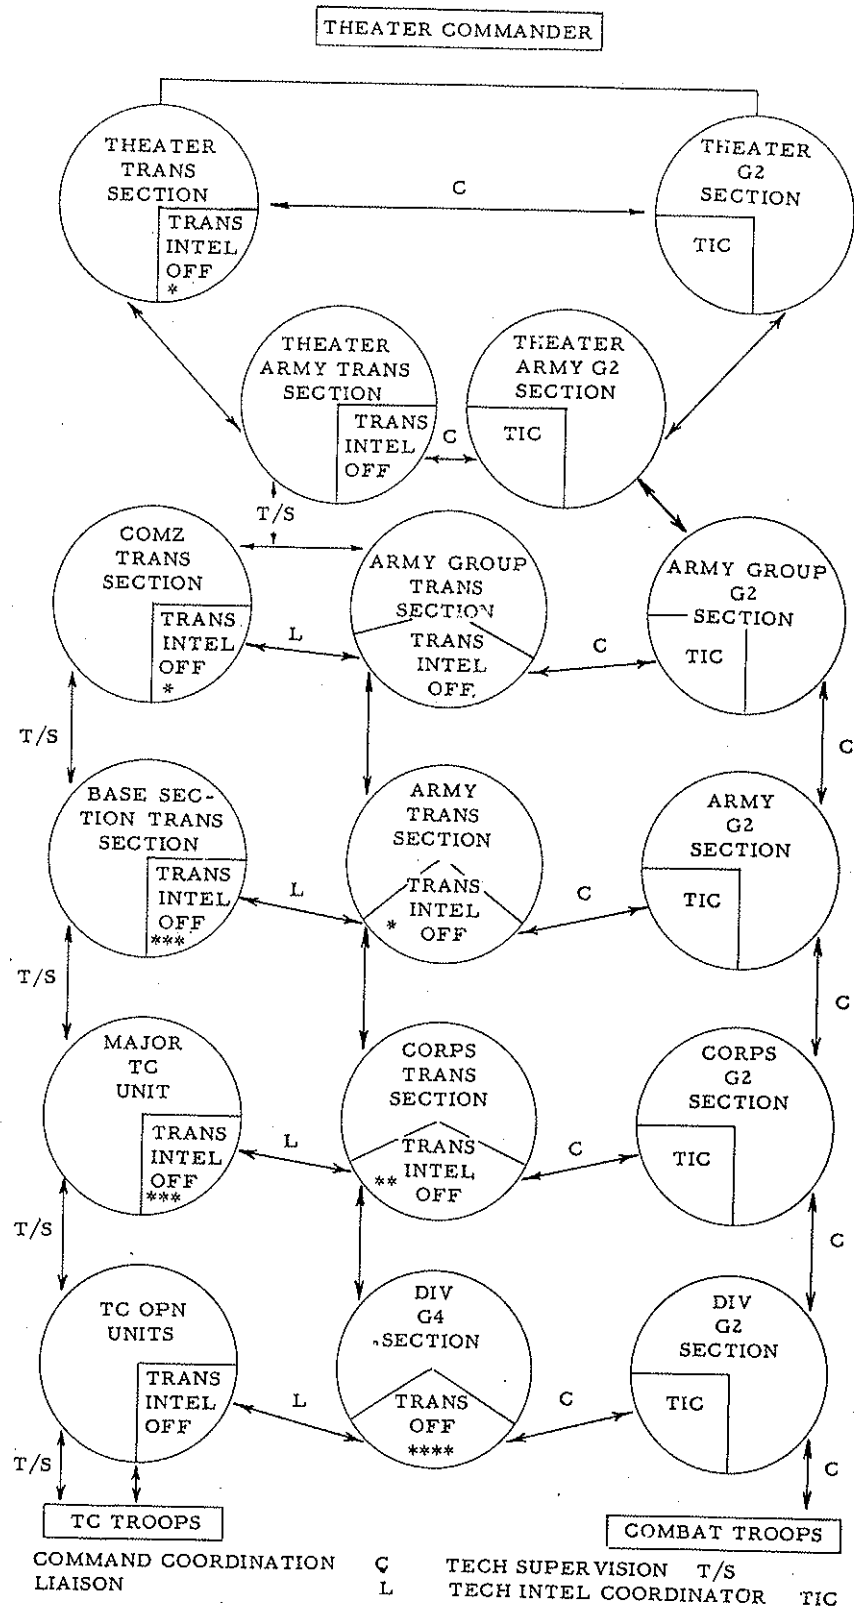 THEATER COMMANDER
THEATER
TRANS
SECTION
TRANS
INTEL
OFF
*
C
THEATER
G2
SECTION
TIC
THEATER
ARMY TRANS
SECTION
TRANS
INTEL
OFF
C
THEATER
ARMY G2
SECTION
TIC
T/S
COMZ
TRANS
SECTION
TRANS
INTEL
OFF
*
L
ARMY GROUP
TRANS
SECTION
TRANS
INTEL
OFF
C
ARMY GROUP
G2
SECTION
TIC
T/S
C
BASE SEC-
TION TRANS
SECTION
TRANS
INTEL
OFF
***
L
ARMY
TRANS
SECTION
TRANS
INTEL
* OFF
C
ARMY
G2
SECTION
TIC
T/S
C
MAJOR
TC
UNIT
TRANS
INTEL
OFF
***
L
CORPS
TRANS
SECTION
TRANS
** INTEL
OFF
C
CORPS
G2
SECTION
TIC
T/S
C
TC OPN
UNITS
TRANS
INTEL
OFF
L
DIV
G4
SECTION
TRANS
OFF
****
C
DIV
G2
SECTION
TIC
T/S
C
TC TROOPS
COMBAT TROOPS
COMMAND COORDINATION C TECH SUPERVISION T/S
LIAISON L TECH INTEL COORDINATOR TIC